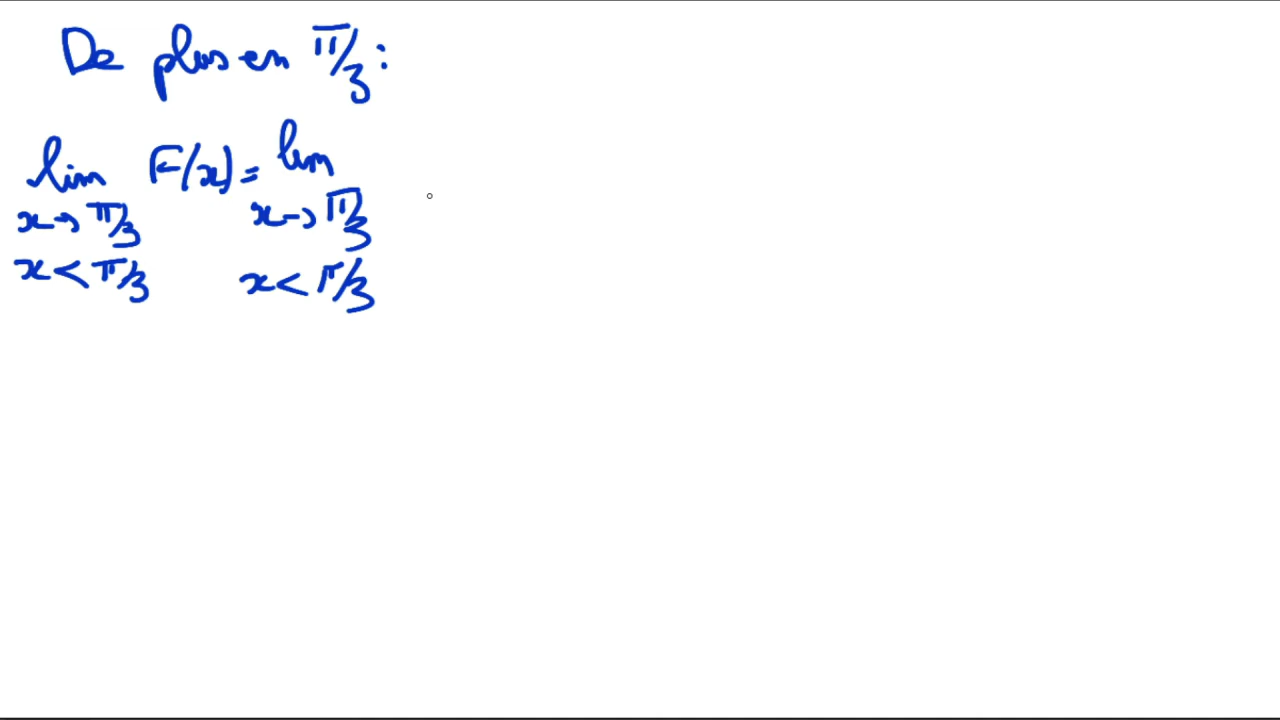 De plus en π/3 :
lim F(x) = lim
x→π/3 x→π/3
x<π/3 x<π/3